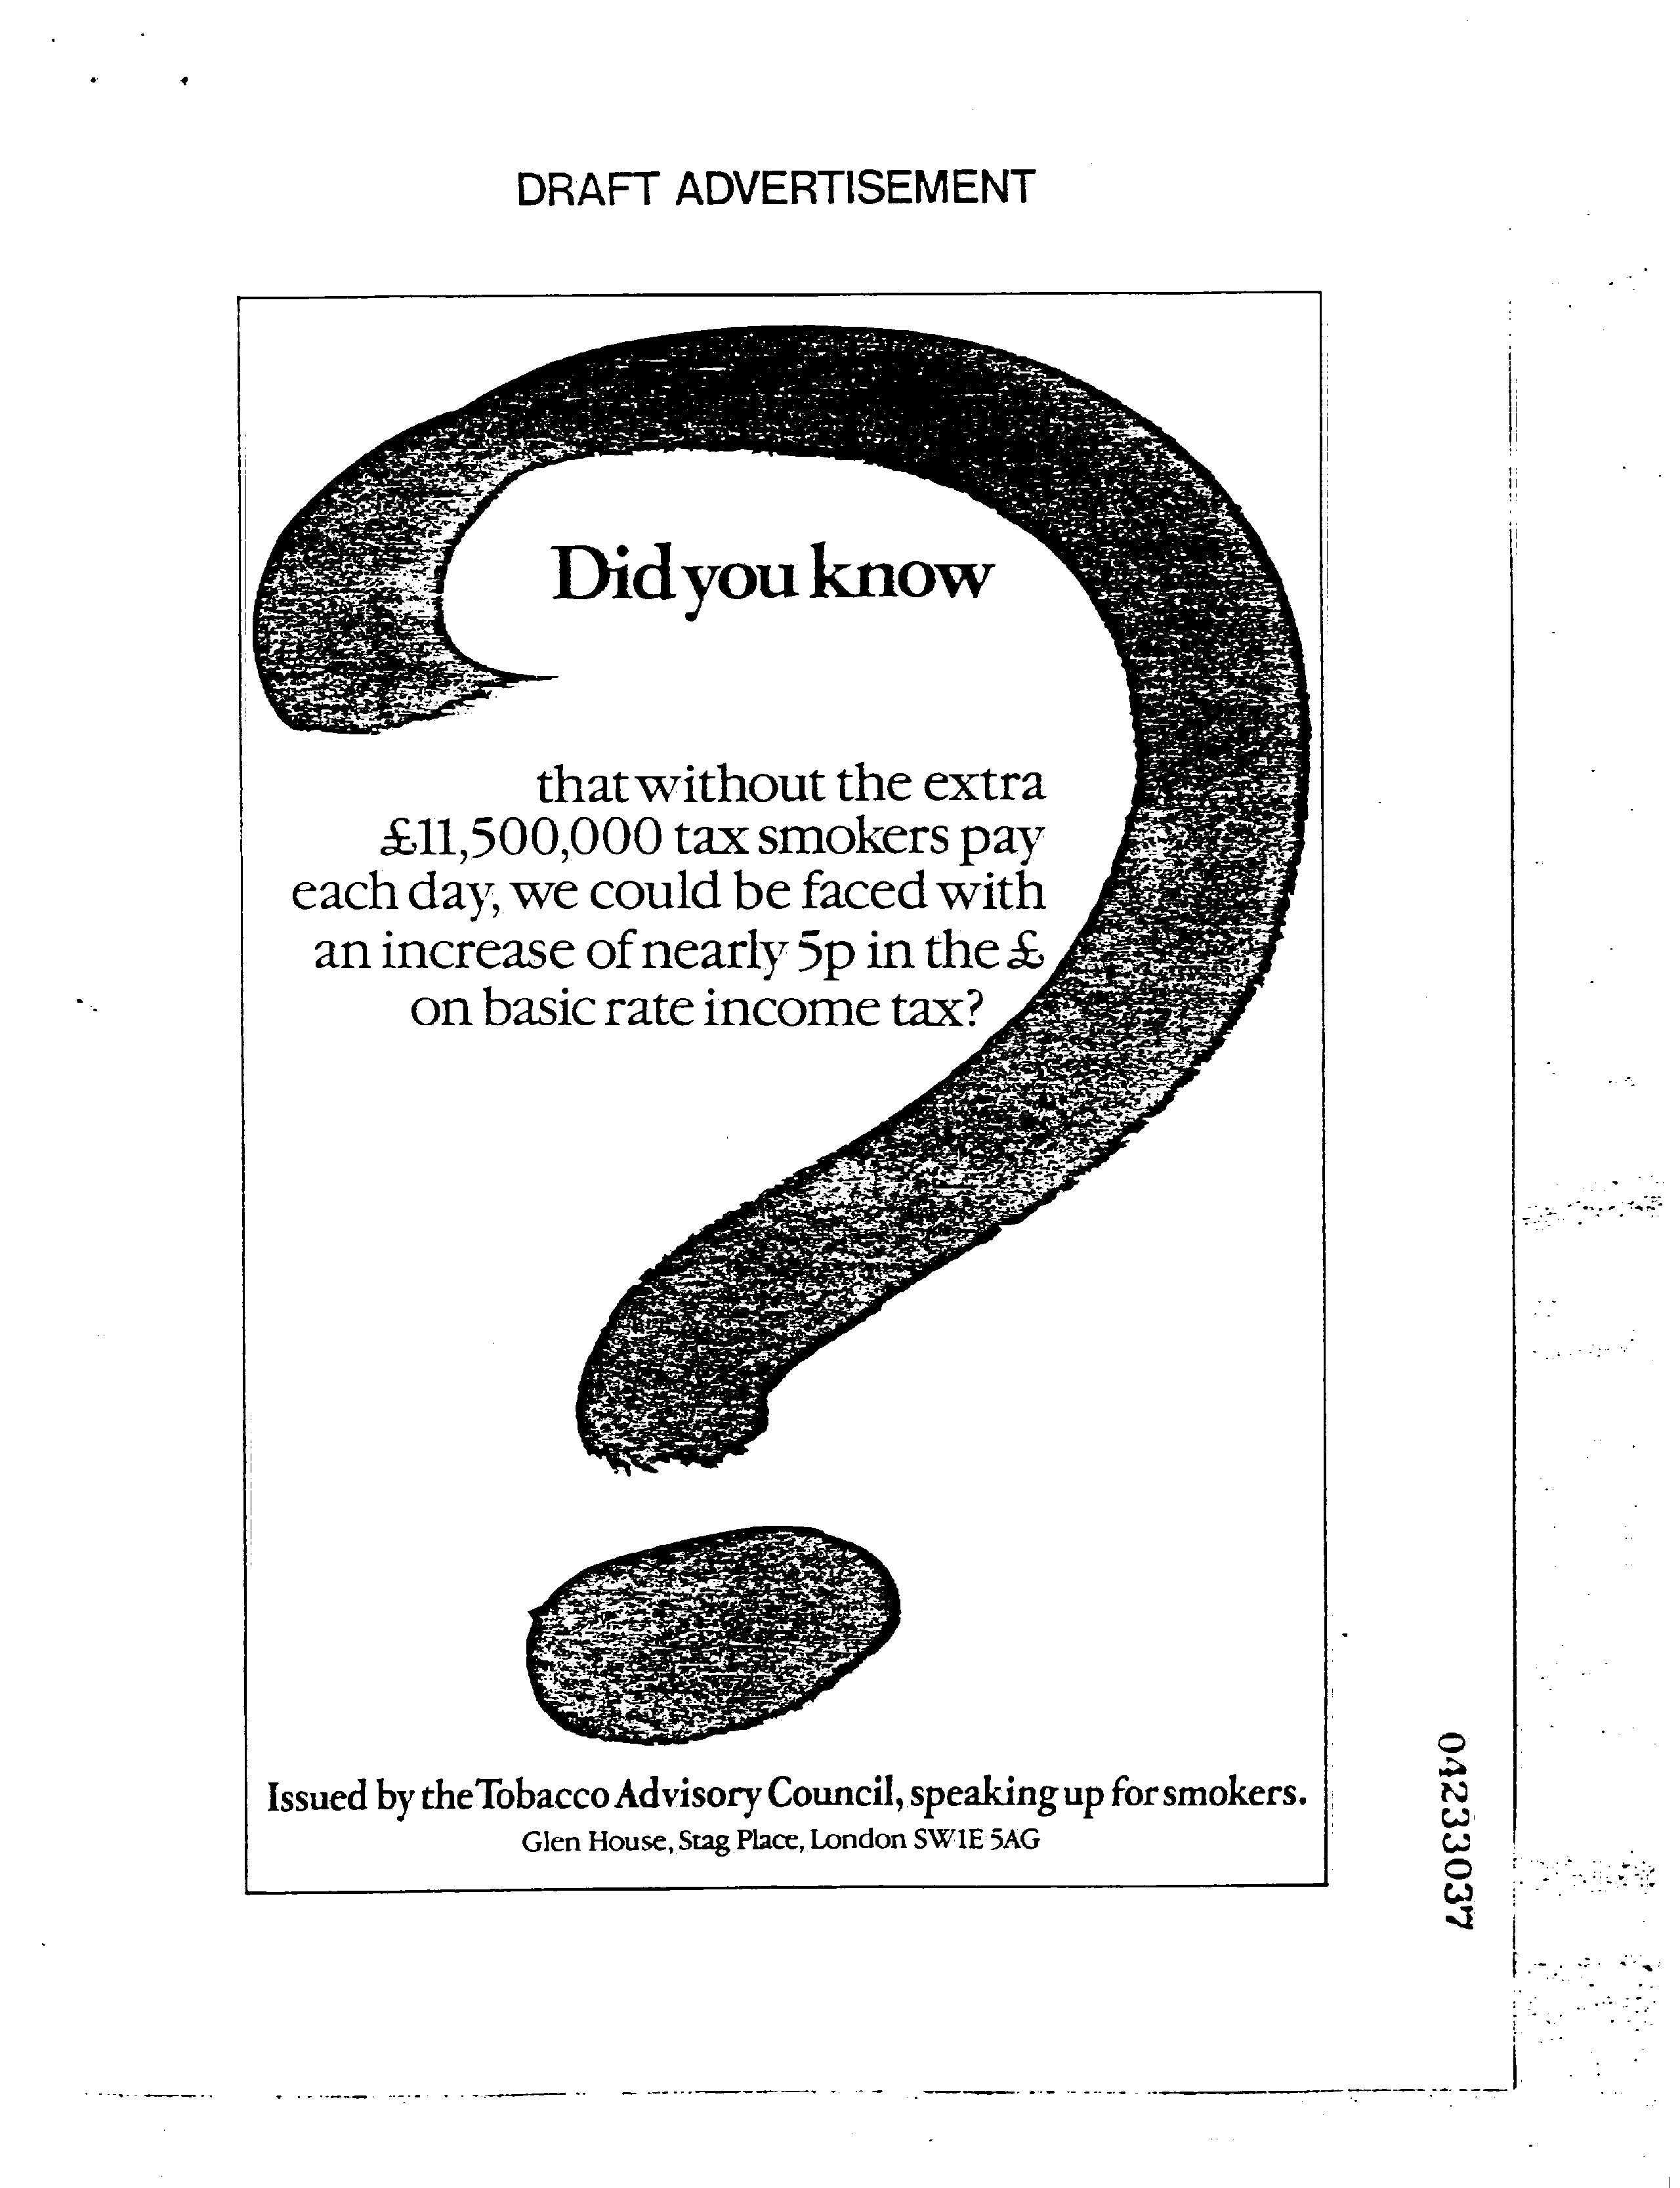 DRAFT ADVERTISEMENT
Did you know
that without the extra
£11,500,000 tax smokers pay
each day, we could be faced with
an increase of nearly 5p in the £
on basic rate income tax?
Issued by the Tobacco Advisory Council, speaking up for smokers.
Glen House, Stag Place, London SW1E 5AG
04233037